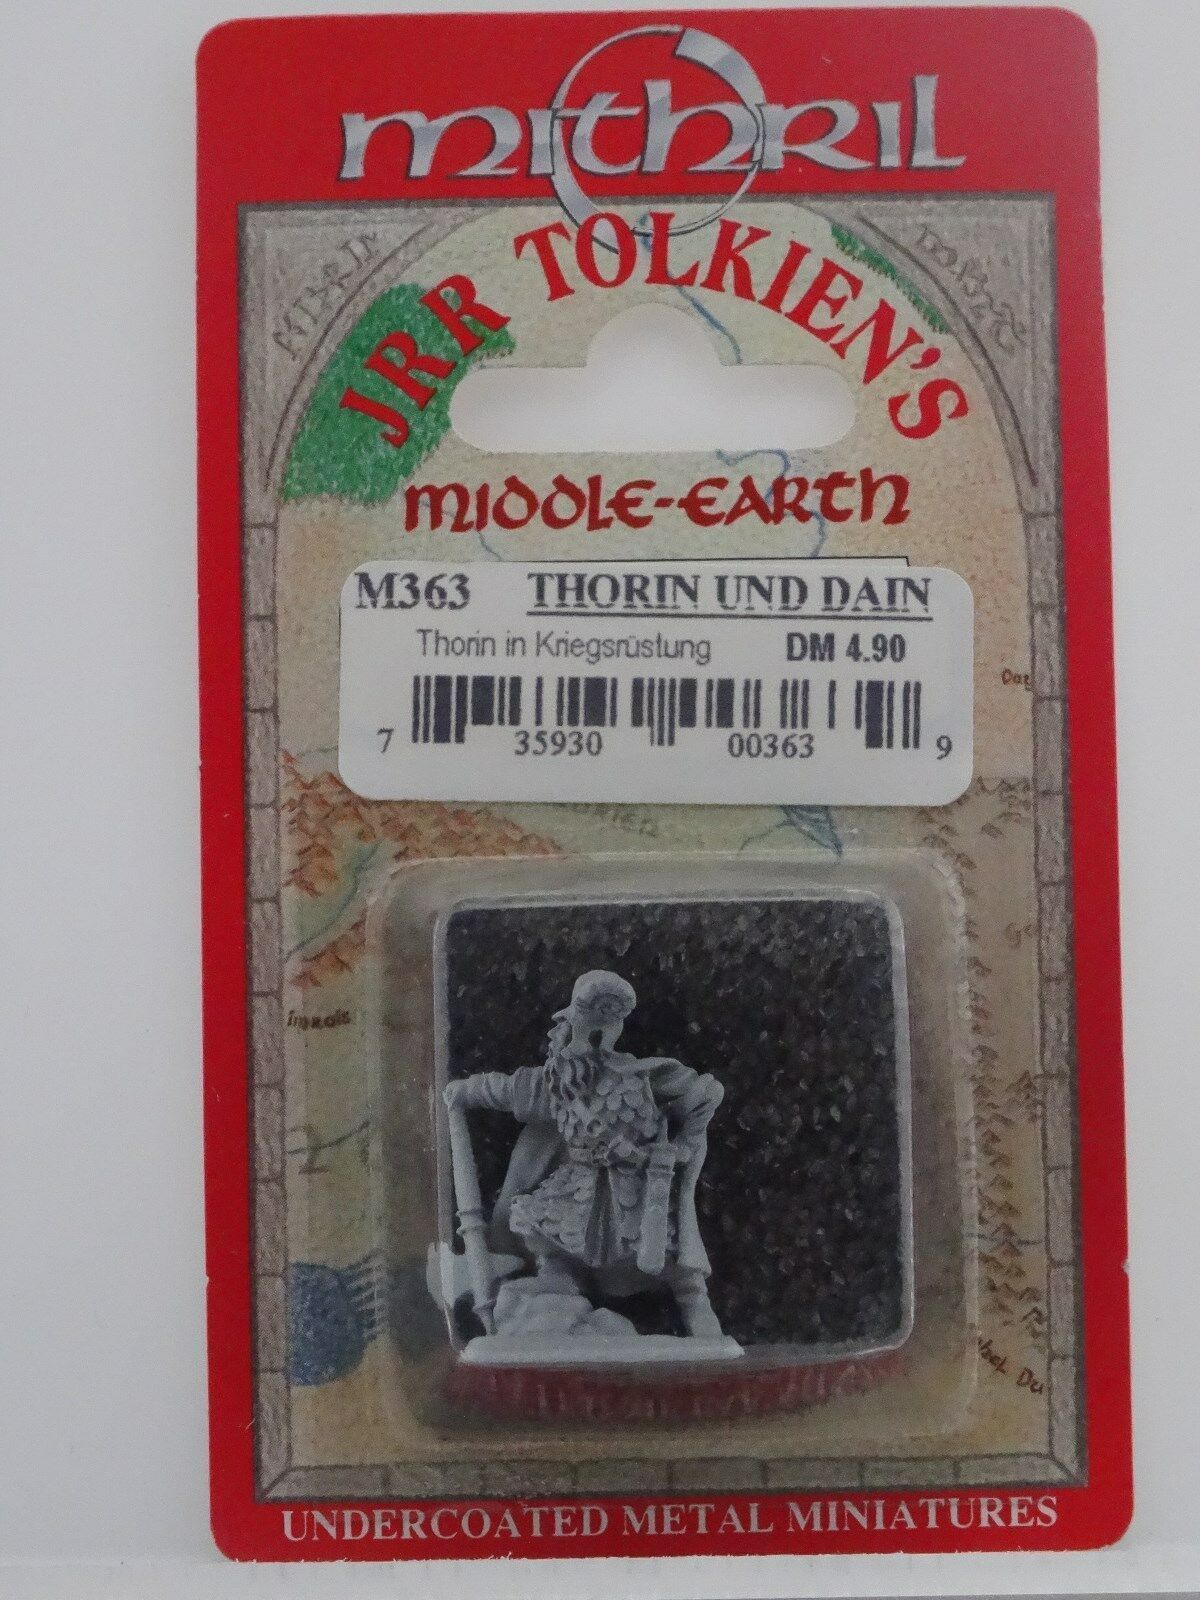 mithril
JRR TOLKIEN'S
MIDDLE-EARTH
M363 THORIN UND DAIN
Thorin in Kriegsrüstung DM 4.90
7 35930 00363 9
UNDERCOATED METAL MINIATURES